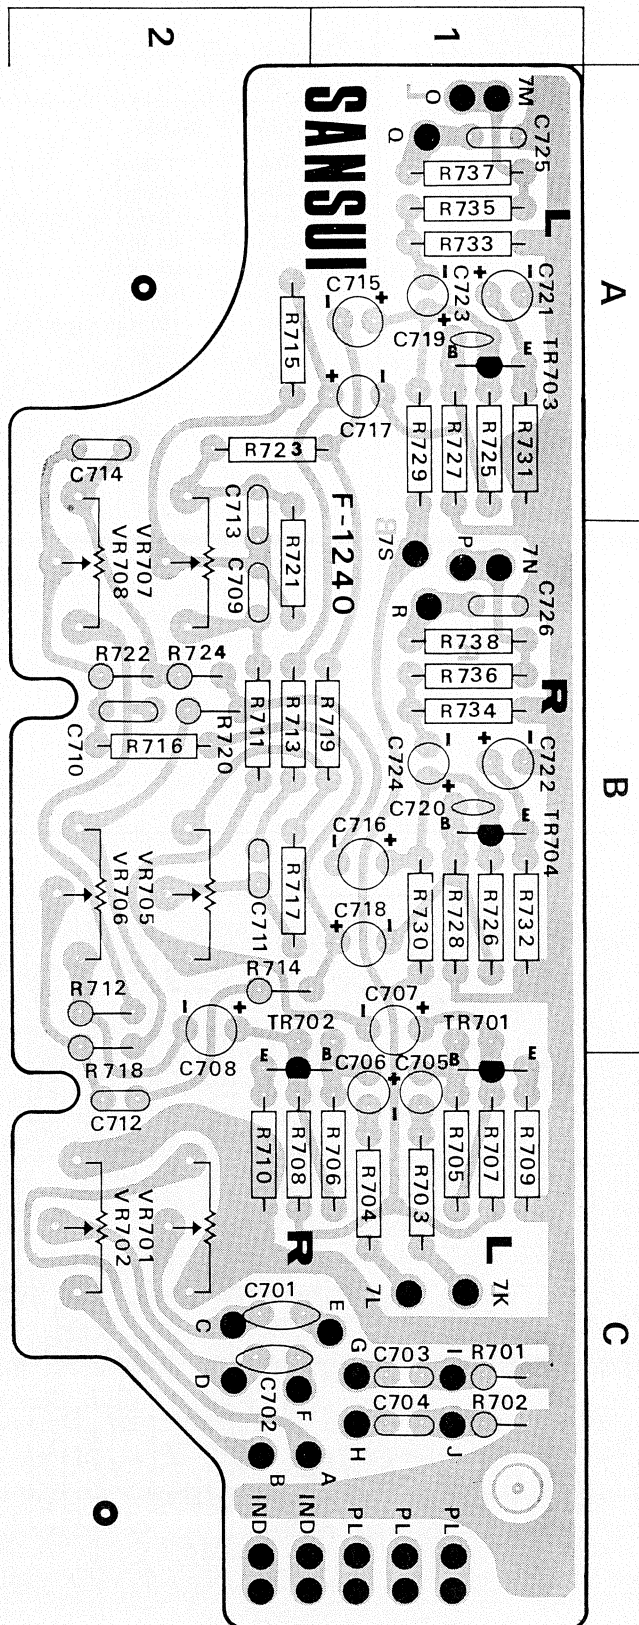 2
1
A
B
C
SANSUI
F-1240
O
7M
Q
C725
R737
R735
L
R733
C715
C723
C721
R715
C719
B
E
TR703
C717
R729
R727
R725
R731
R723
C714
C713
VR707
VR708
C709
R721
7S
P
7N
R
C726
R738
R722
R724
R736
R
R734
C710
R716
R720
R711
R713
R719
C724
C722
C720
B
E
TR704
C716
VR705
VR706
C711
R717
C718
R730
R728
R726
R732
R714
R712
C707
C708
TR702
TR701
R718
E
B
C706
C705
B
E
C712
R710
R708
R706
R704
R703
R705
R707
R709
VR701
VR702
R
L
C701
7L
7K
C
E
G
C703
I
R701
D
C702
F
C704
R702
H
J
B
A
IND
IND
PL
PL
PL